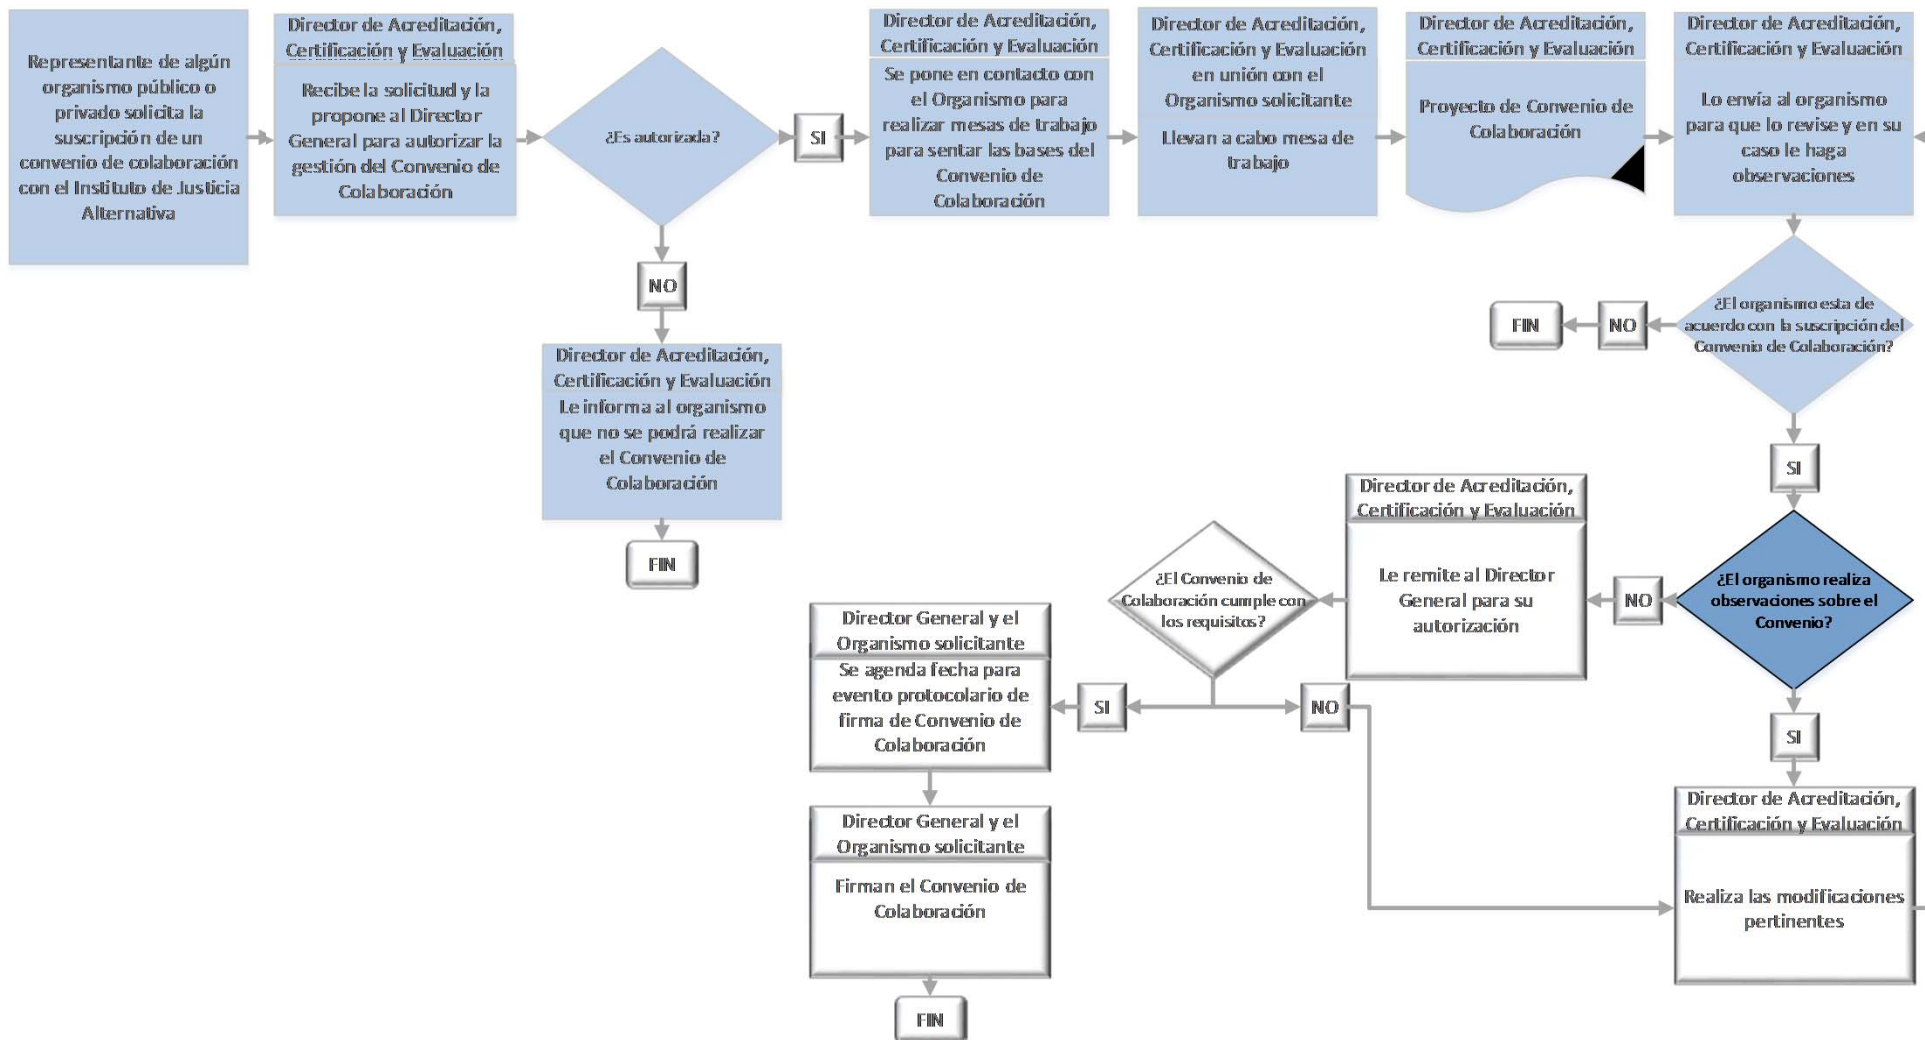 Representante de algún
organismo público o
privado solicita la
suscripción de un
convenio de colaboración
con el Instituto de Justicia
Alternativa
Director de Acreditación,
Certificación y Evaluación
Recibe la solicitud y la
propone al Director
General para autorizar la
gestión del Convenio de
Colaboración
¿Es autorizada?
SI
Director de Acreditación,
Certificación y Evaluación
Se pone en contacto con
el Organismo para
realizar mesas de trabajo
para sentar las bases del
Convenio de
Colaboración
Director de Acreditación,
Certificación y Evaluación
en unión con el
Organismo solicitante
Llevan a cabo mesa de
trabajo
Director de Acreditación,
Certificación y Evaluación
Proyecto de Convenio de
Colaboración
Director de Acreditación,
Certificación y Evaluación
Lo envía al organismo
para que lo revise y en su
caso le haga
observaciones
NO
Director de Acreditación,
Certificación y Evaluación
Le informa al organismo
que no se podrá realizar
el Convenio de
Colaboración
FIN
¿El organismo esta de
acuerdo con la suscripción del
Convenio de Colaboración?
NO
FIN
SI
¿El organismo realiza
observaciones sobre el
Convenio?
NO
Director de Acreditación,
Certificación y Evaluación
Le remite al Director
General para su
autorización
¿El Convenio de
Colaboración cumple con
los requisitos?
SI
NO
Director General y el
Organismo solicitante
Se agenda fecha para
evento protocolario de
firma de Convenio de
Colaboración
Director General y el
Organismo solicitante
Firman el Convenio de
Colaboración
FIN
SI
Director de Acreditación,
Certificación y Evaluación
Realiza las modificaciones
pertinentes